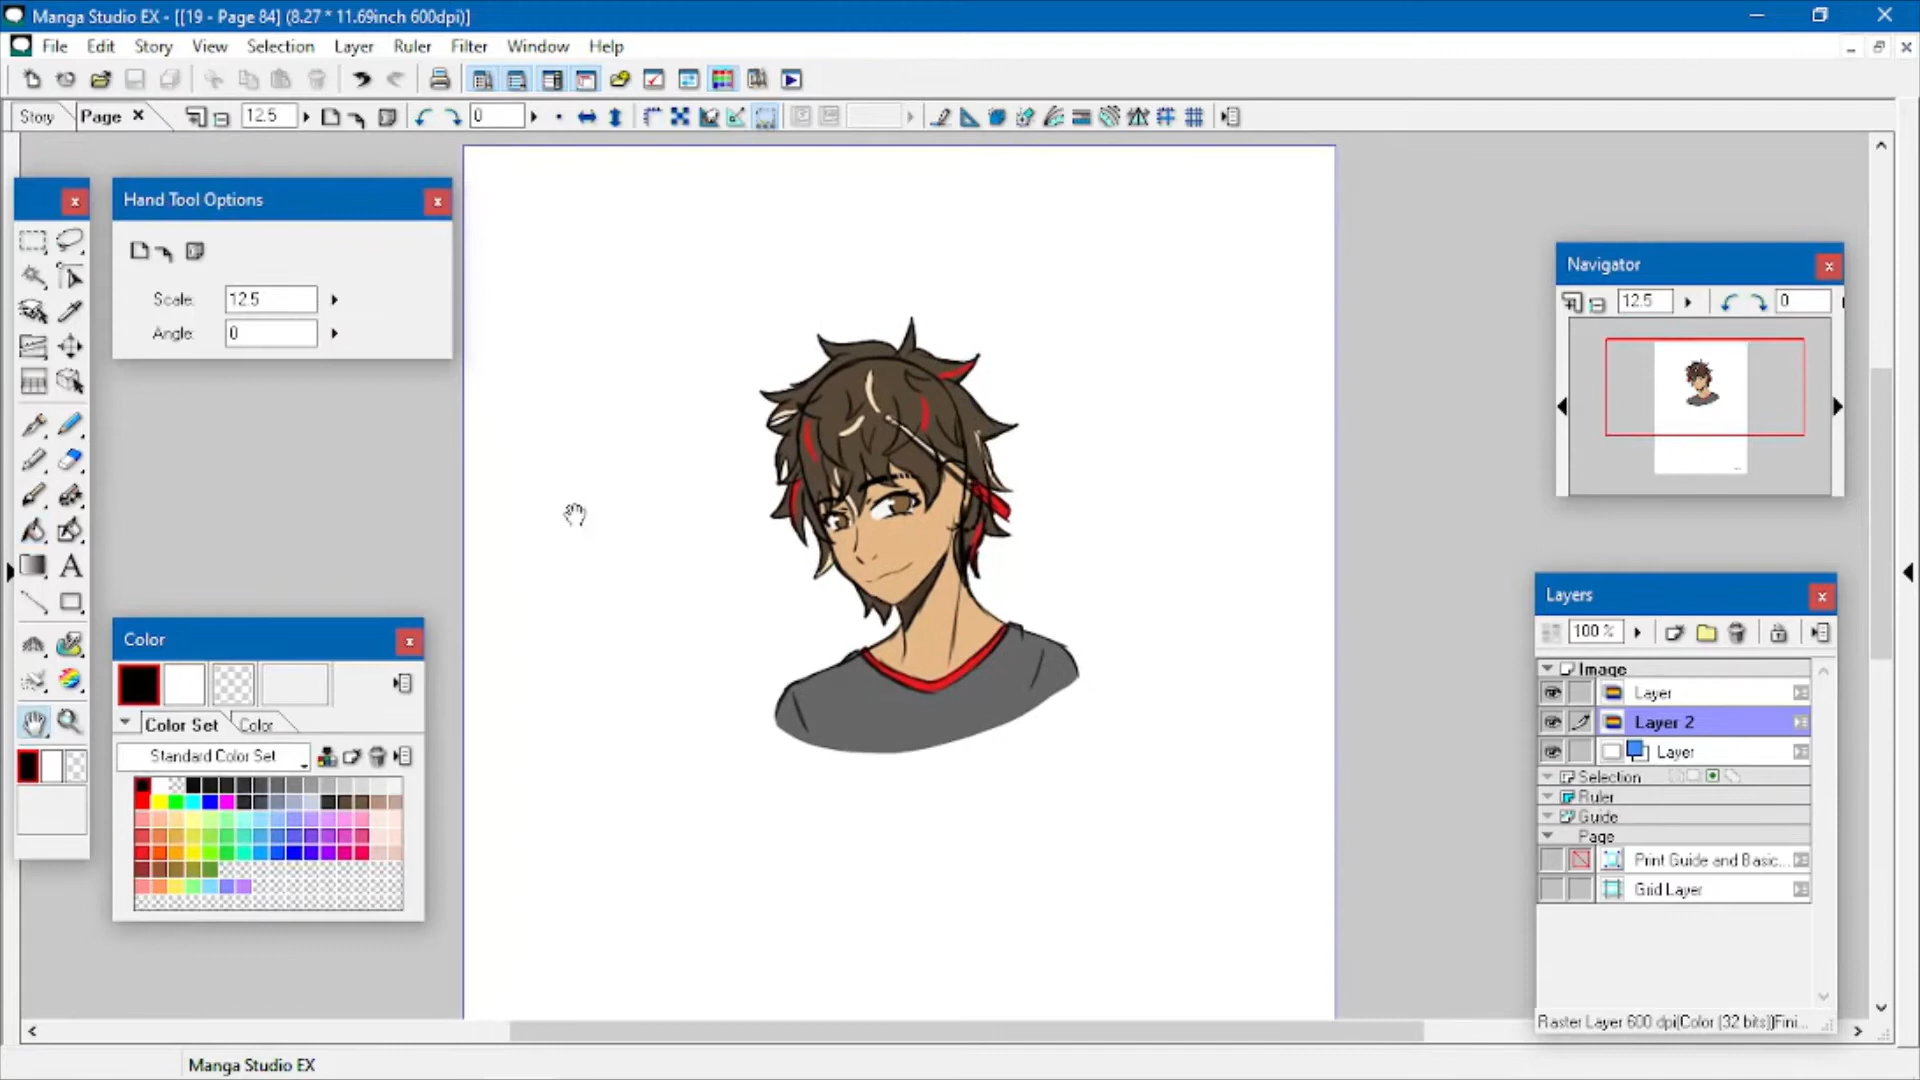 Manga Studio EX - [[19 - Page 84] (8.27 * 11.69inch 600dpi)]
File Edit Story View Selection Layer Ruler Filter Window Help
Story Page 12.5 0
Hand Tool Options
Scale: 12.5
Angle: 0
Color
Color Set Color
Standard Color Set
Navigator
12.5 0
Layers
100 %
Image
Layer
Layer 2
Layer
Selection
Ruler
Guide
Page
Print Guide and Basic...
Grid Layer
Raster Layer 600 dpi(Color (32 bits))Fini...
Manga Studio EX